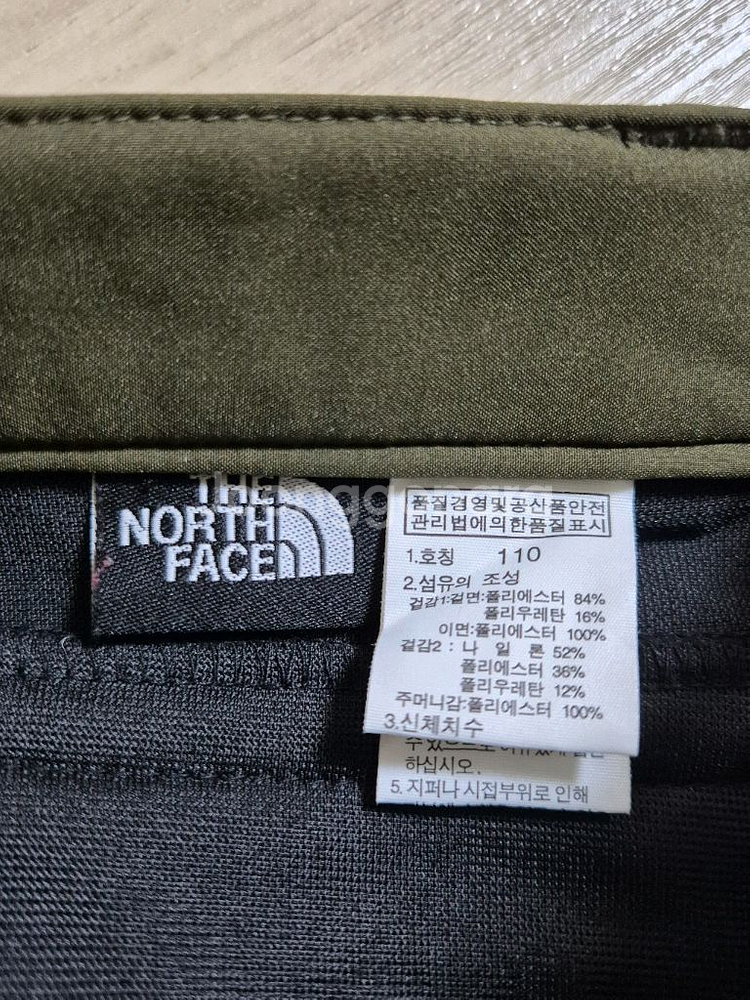 THE
NORTH
FACE
품질경영및공산품안전
관리법에의한품질표시
1.호칭 110
2.섬유의 조성
겉감1:겉면:폴리에스터 84%
폴리우레탄 16%
이면:폴리에스터 100%
겉감2 : 나 일 론 52%
폴리에스터 36%
폴리우레탄 12%
주머니감:폴리에스터 100%
3.신체치수
하십시오.
5. 지퍼나 시접부위로 인해